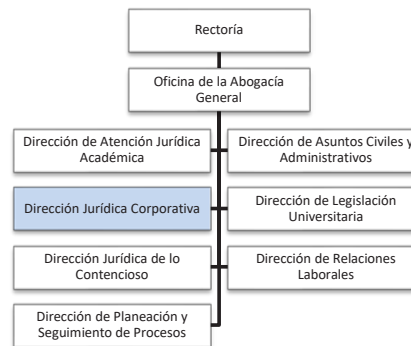 Rectoría
Oficina de la Abogacía
General
Dirección de Atención Jurídica
Académica
Dirección de Asuntos Civiles y
Administrativos
Dirección Jurídica Corporativa
Dirección de Legislación
Universitaria
Dirección Jurídica de lo
Contencioso
Dirección de Relaciones
Laborales
Dirección de Planeación y
Seguimiento de Procesos